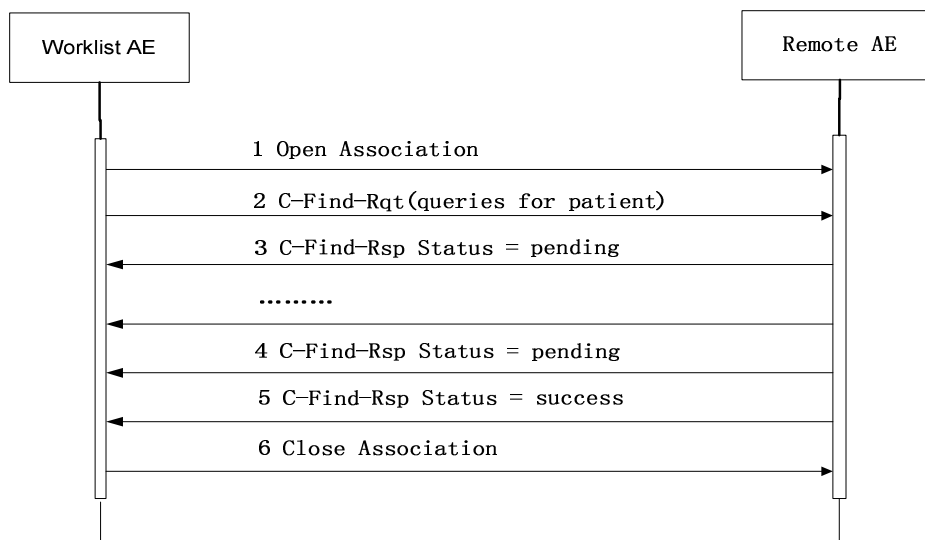 Worklist AE
Remote AE
1 Open Association
2 C-Find-Rqt(queries for patient)
3 C-Find-Rsp Status = pending
.........
4 C-Find-Rsp Status = pending
5 C-Find-Rsp Status = success
6 Close Association